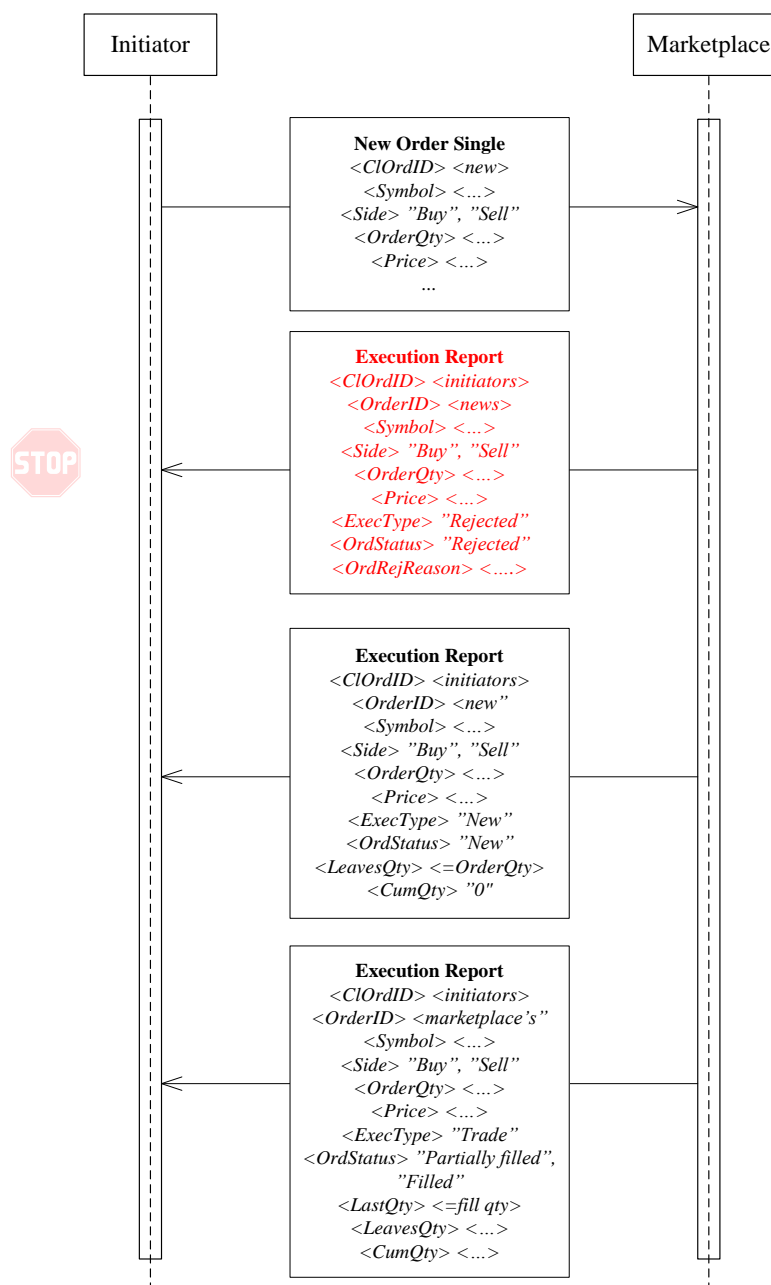 Initiator
Marketplace
New Order Single
<ClOrdID> <new>
<Symbol> <...>
<Side> ”Buy”, ”Sell”
<OrderQty> <...>
<Price> <...>
...
Execution Report
<ClOrdID> <initiators>
<OrderID> <news>
<Symbol> <...>
<Side> ”Buy”, ”Sell”
<OrderQty> <...>
<Price> <...>
<ExecType> ”Rejected”
<OrdStatus> ”Rejected”
<OrdRejReason> <....>
STOP
Execution Report
<ClOrdID> <initiators>
<OrderID> <new”
<Symbol> <...>
<Side> ”Buy”, ”Sell”
<OrderQty> <...>
<Price> <...>
<ExecType> ”New”
<OrdStatus> ”New”
<LeavesQty> <=OrderQty>
<CumQty> ”0"
Execution Report
<ClOrdID> <initiators>
<OrderID> <marketplace’s”
<Symbol> <...>
<Side> ”Buy”, ”Sell”
<OrderQty> <...>
<Price> <...>
<ExecType> ”Trade”
<OrdStatus> ”Partially filled”,
”Filled”
<LastQty> <=fill qty>
<LeavesQty> <...>
<CumQty> <...>